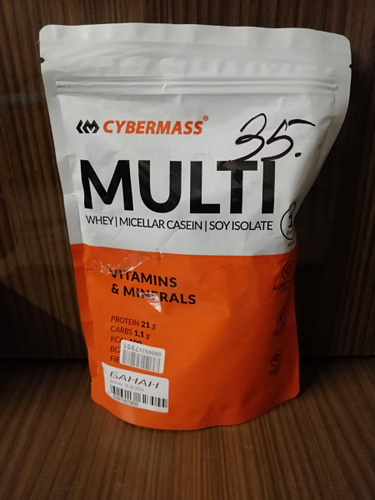 CYBERMASS®
35.-
MULTI
WHEY | MICELLAR CASEIN | SOY ISOLATE
VITAMINS
& MINERALS
PROTEIN 21 g
CARBS 1,1 g
БАНАН